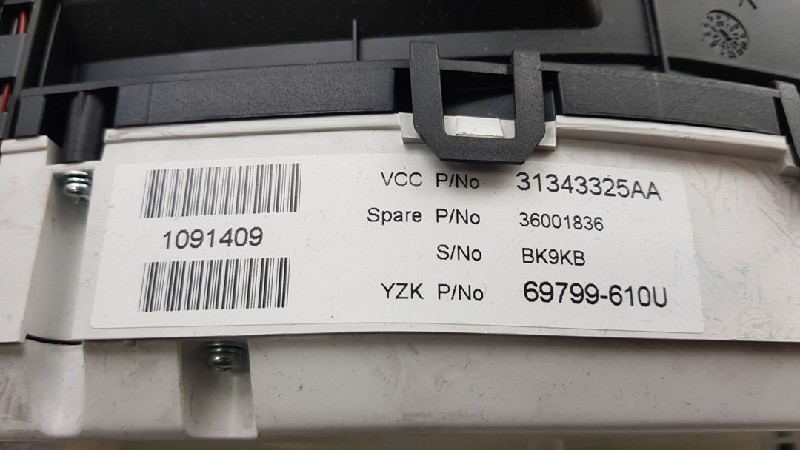 VCC P/No 31343325AA
Spare P/No 36001836
1091409
S/No BK9KB
YZK P/No 69799-610U